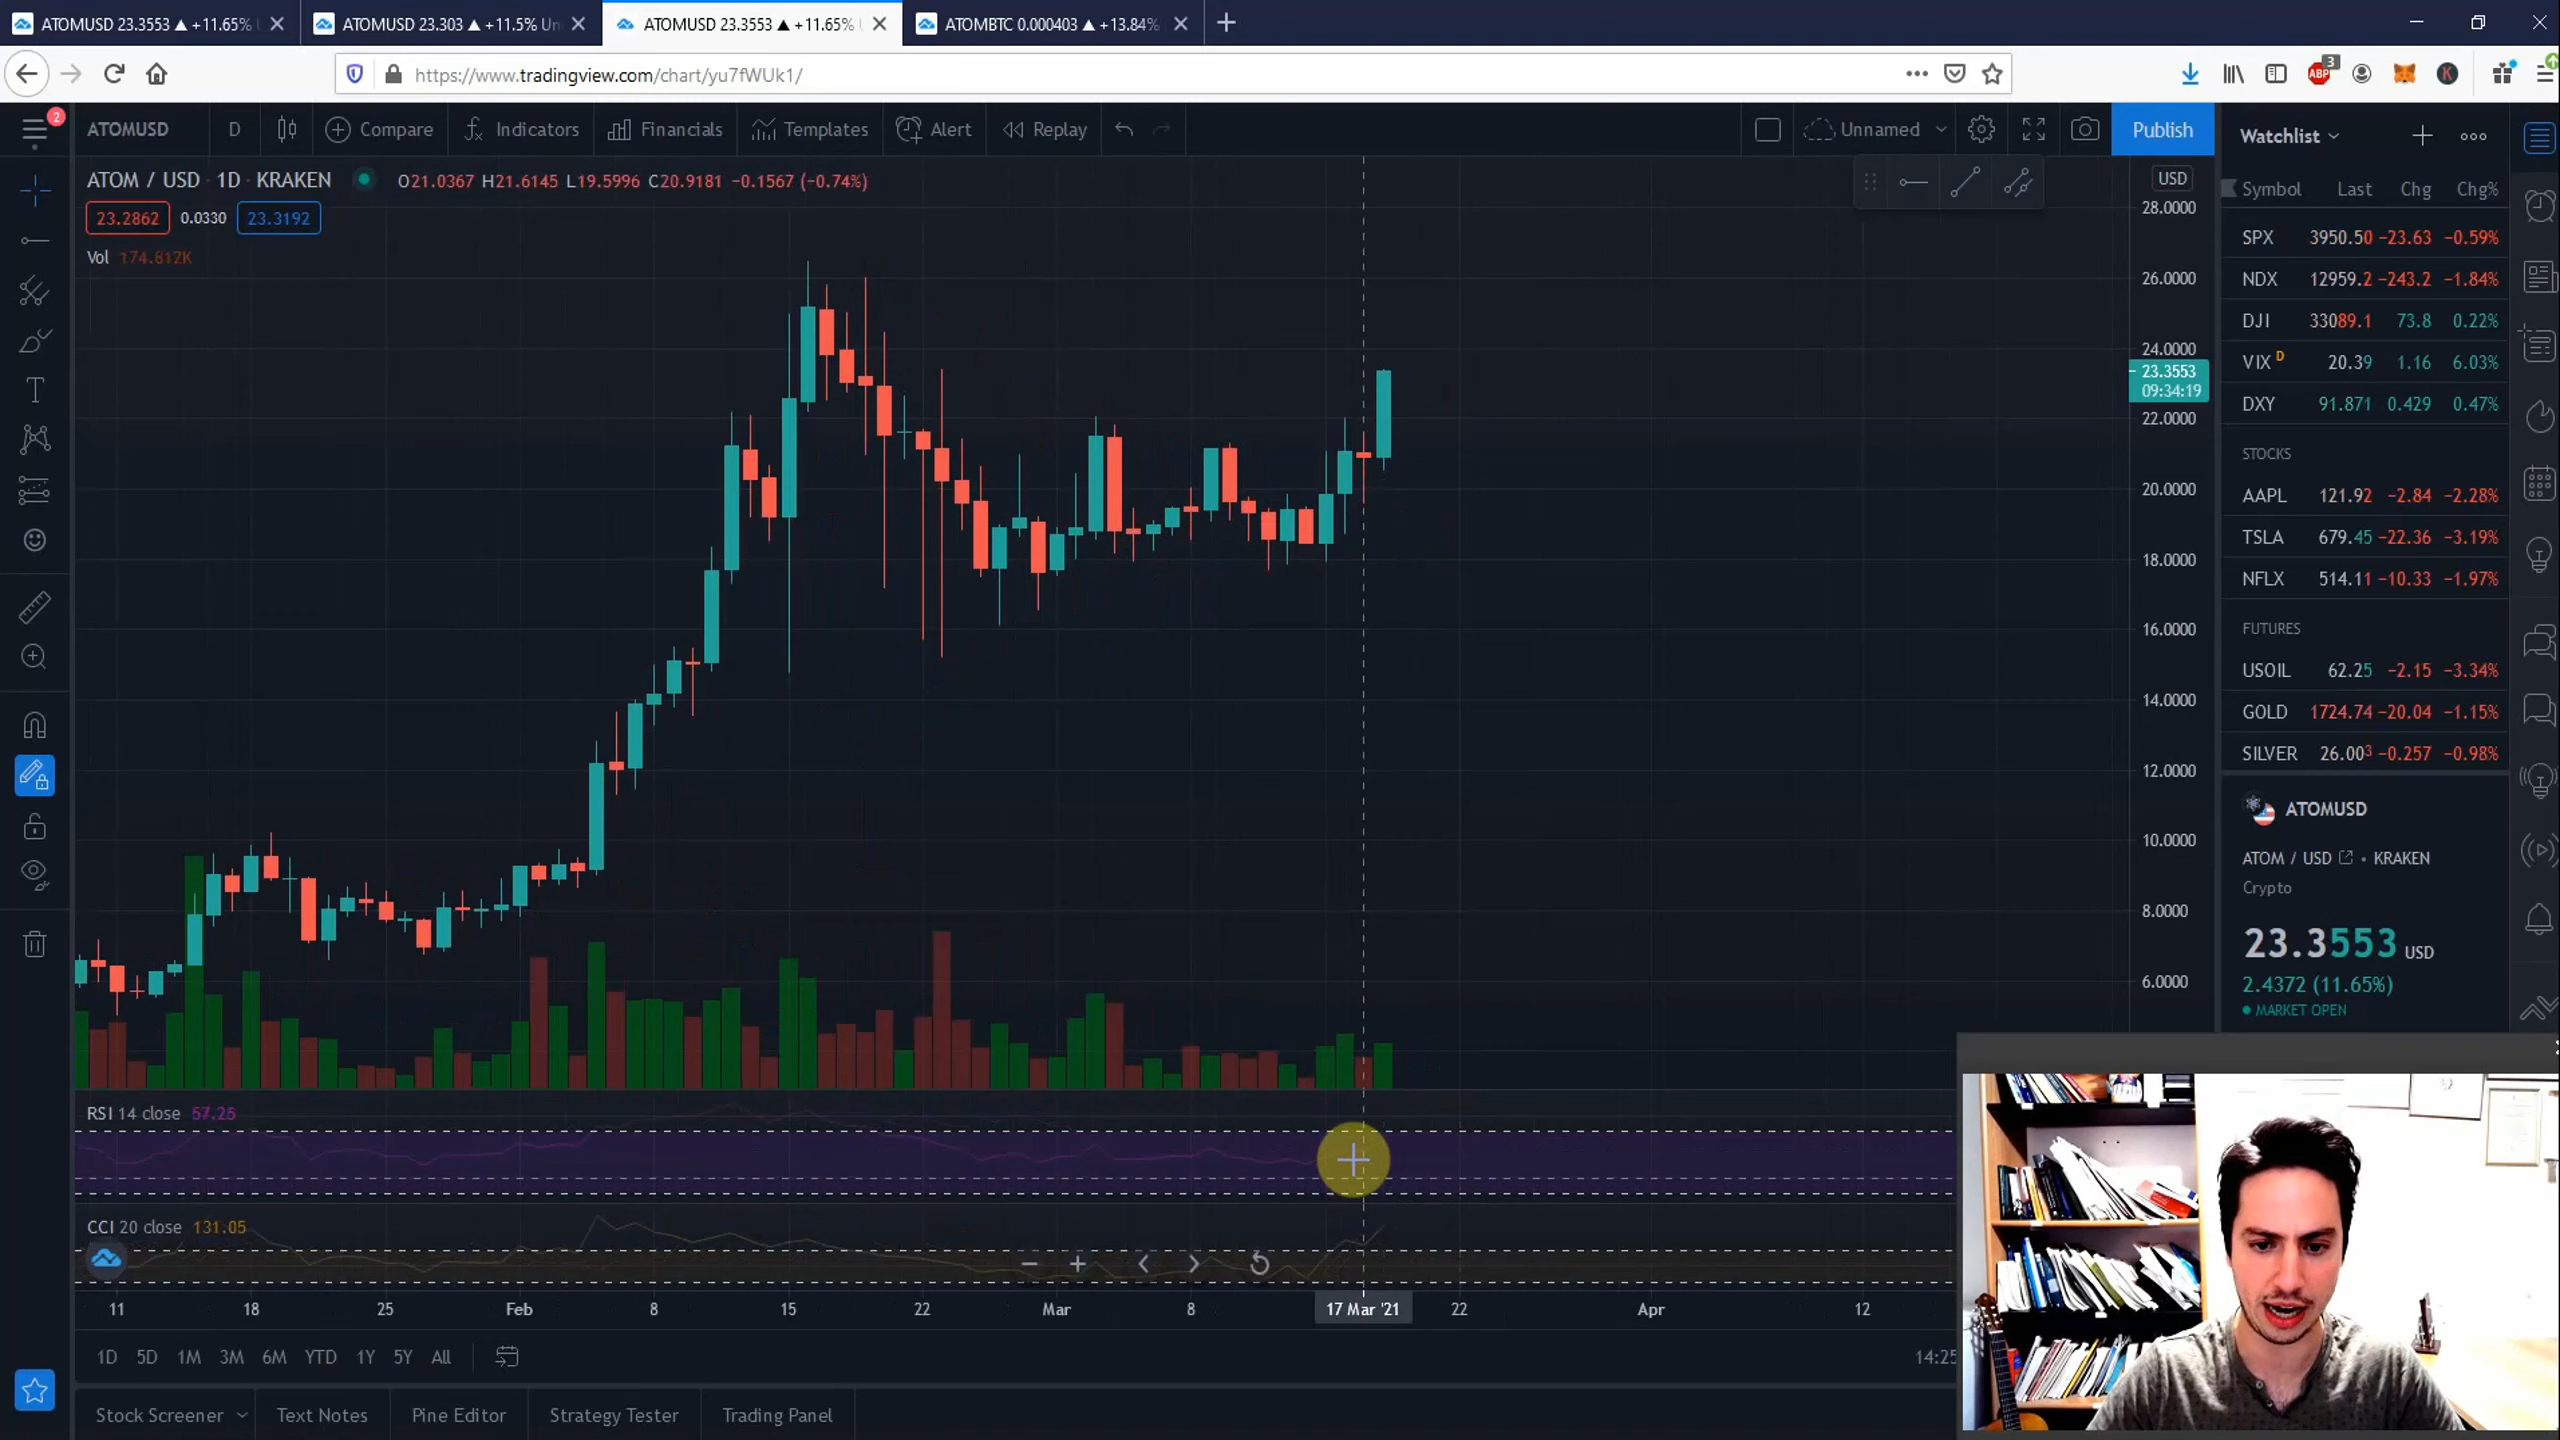 ATOMUSD 23.3553 ▲ +11.65% U
ATOMUSD 23.303 ▲ +11.5% Un
ATOMUSD 23.3553 ▲ +11.65%
ATOMBTC 0.000403 ▲ +13.84%
https://www.tradingview.com/chart/yu7fWUk1/
ABP 3
K
2
ATOMUSD D Compare Indicators Financials Templates Alert Replay Unnamed Publish
Watchlist
ATOM / USD · 1D · KRAKEN O21.0367 H21.6145 L19.5996 C20.9181 −0.1567 (−0.74%)
23.2862 0.0330 23.3192
Vol 174.812K
USD
28.0000
26.0000
24.0000
23.3553
09:34:19
22.0000
20.0000
18.0000
16.0000
14.0000
12.0000
10.0000
8.0000
6.0000
Symbol Last Chg Chg%
SPX 3950.50 −23.63 −0.59%
NDX 12959.2 −243.2 −1.84%
DJI 33089.1 73.8 0.22%
VIX D 20.39 1.16 6.03%
DXY 91.871 0.429 0.47%
STOCKS
AAPL 121.92 −2.84 −2.28%
TSLA 679.45 −22.36 −3.19%
NFLX 514.11 −10.33 −1.97%
FUTURES
USOIL 62.25 −2.15 −3.34%
GOLD 1724.74 −20.04 −1.15%
SILVER 26.003 −0.257 −0.98%
ATOMUSD
ATOM / USD • KRAKEN
Crypto
23.3553 USD
2.4372 (11.65%)
MARKET OPEN
RSI 14 close 57.25
CCI 20 close 131.05
11 18 25 Feb 8 15 22 Mar 8 17 Mar '21 22 Apr 12
1D 5D 1M 3M 6M YTD 1Y 5Y All 14:25
Stock Screener Text Notes Pine Editor Strategy Tester Trading Panel